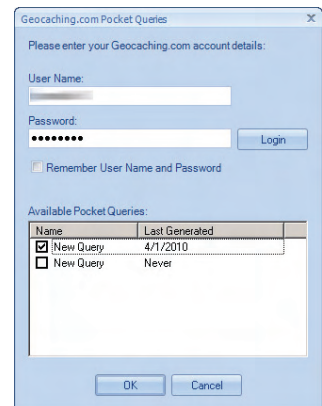 Geocaching.com Pocket Queries X
Please enter your Geocaching.com account details:
User Name:
Password:
●●●●●●●● Login
Remember User Name and Password
Available Pocket Queries:
Name Last Generated
New Query 4/1/2010
New Query Never
OK Cancel